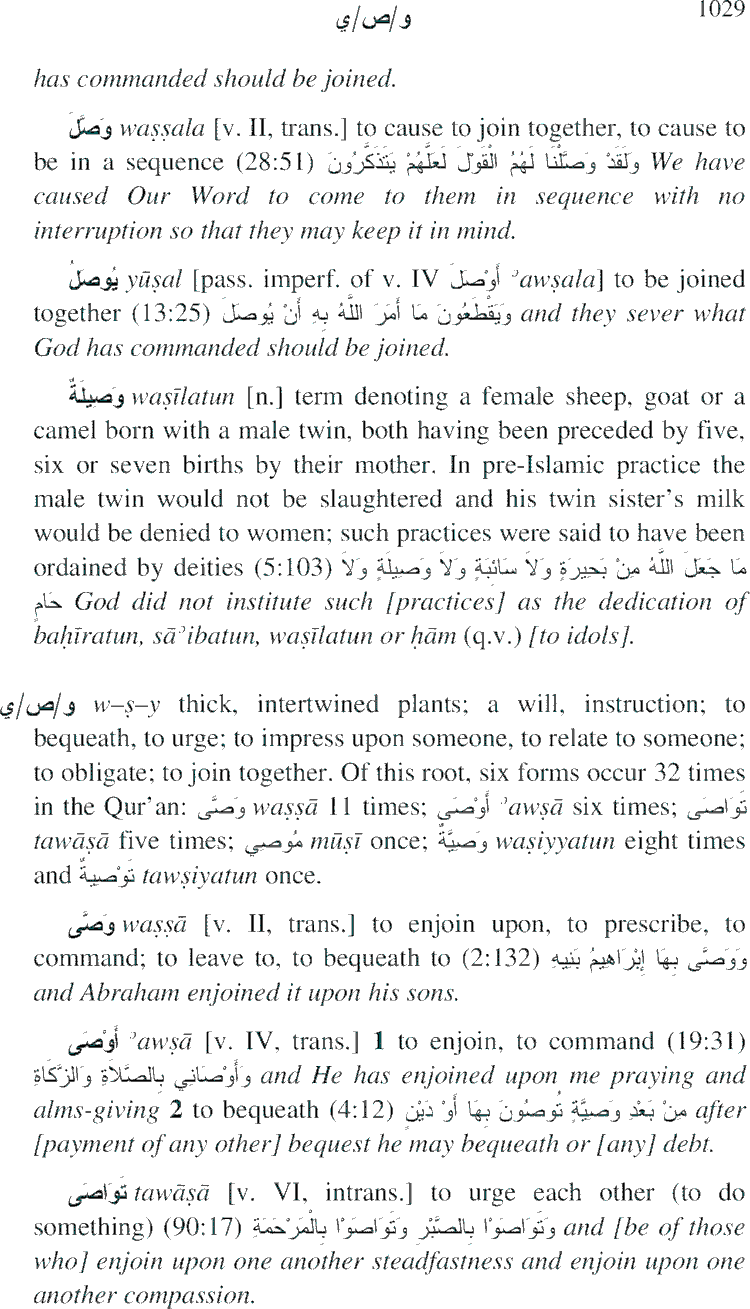 و/ص/ي 1029
has commanded should be joined.
وَصَّلَ waṣṣala [v. II, trans.] to cause to join together, to cause to
be in a sequence (28:51) وَلَقَدْ وَصَّلْنَا لَهُمُ الْقَوْلَ لَعَلَّهُمْ يَتَذَكَّرُونَ We have
caused Our Word to come to them in sequence with no
interruption so that they may keep it in mind.
يُوصَلُ yūṣal [pass. imperf. of v. IV أَوْصَلَ ʾawṣala] to be joined
together (13:25) وَيَقْطَعُونَ مَا أَمَرَ اللَّهُ بِهِ أَنْ يُوصَلَ and they sever what
God has commanded should be joined.
وَصِيلَةٌ waṣīlatun [n.] term denoting a female sheep, goat or a
camel born with a male twin, both having been preceded by five,
six or seven births by their mother. In pre-Islamic practice the
male twin would not be slaughtered and his twin sister’s milk
would be denied to women; such practices were said to have been
ordained by deities (5:103) مَا جَعَلَ اللَّهُ مِنْ بَحِيرَةٍ وَلاَ سَائِبَةٍ وَلاَ وَصِيلَةٍ وَلاَ
حَامٍ God did not institute such [practices] as the dedication of
baḥīratun, sāʾibatun, waṣīlatun or ḥām (q.v.) [to idols].
و/ص/ي w–ṣ–y thick, intertwined plants; a will, instruction; to
bequeath, to urge; to impress upon someone, to relate to someone;
to obligate; to join together. Of this root, six forms occur 32 times
in the Qur’an: وَصَّى waṣṣā 11 times; أَوْصَى ʾawṣā six times; تَوَاصَى
tawāṣā five times; مُوصِي mūṣī once; وَصِيَّةٌ waṣiyyatun eight times
and تَوْصِيةٌ tawṣiyatun once.
وَصَّى waṣṣā [v. II, trans.] to enjoin upon, to prescribe, to
command; to leave to, to bequeath to (2:132) وَوَصَّى بِهَا إِبْرَاهِيمُ بَنِيهِ
and Abraham enjoined it upon his sons.
أَوْصَى ʾawṣā [v. IV, trans.] 1 to enjoin, to command (19:31)
وَأَوْصَانِي بِالصَّلاَةِ وَالزَّكَاةِ and He has enjoined upon me praying and
alms-giving 2 to bequeath (4:12) مِنْ بَعْدِ وَصِيَّةٍ تُوصُونَ بِهَا أَوْ دَيْنٍ after
[payment of any other] bequest he may bequeath or [any] debt.
تَوَاصَى tawāṣā [v. VI, intrans.] to urge each other (to do
something) (90:17) وَتَوَاصَوْا بِالصَّبْرِ وَتَوَاصَوْا بِالْمَرْحَمَةِ and [be of those
who] enjoin upon one another steadfastness and enjoin upon one
another compassion.